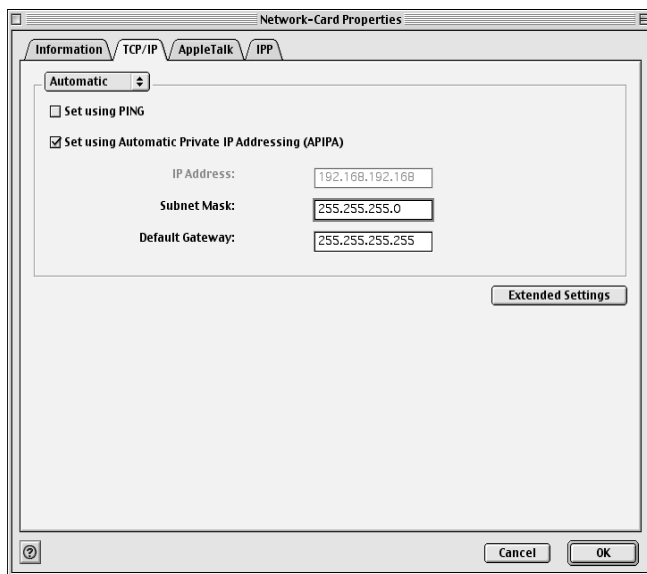 Network-Card Properties
Information TCP/IP AppleTalk IPP
Automatic
Set using PING
Set using Automatic Private IP Addressing (APIPA)
IP Address: 192.168.192.168
Subnet Mask: 255.255.255.0
Default Gateway: 255.255.255.255
Extended Settings
? Cancel OK